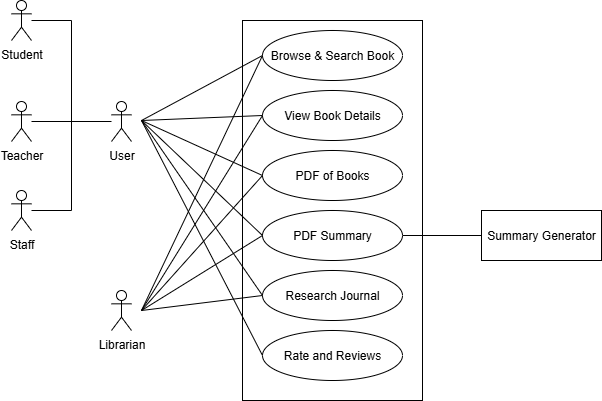 Student
Teacher
Staff
User
Librarian
Browse & Search Book
View Book Details
PDF of Books
PDF Summary
Research Journal
Rate and Reviews
Summary Generator